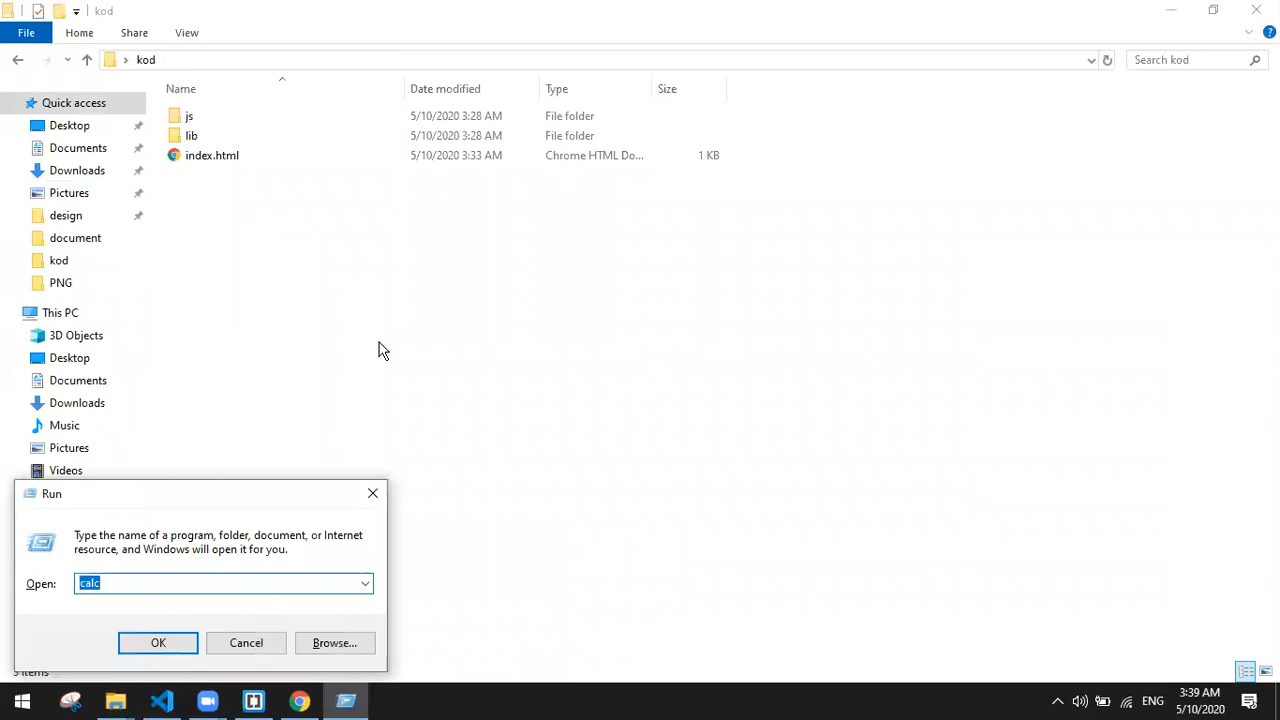 kod
File
Home
Share
View
kod
Search kod
Name
Date modified
Type
Size
js
5/10/2020 3:28 AM
File folder
lib
5/10/2020 3:28 AM
File folder
index.html
5/10/2020 3:33 AM
Chrome HTML Do...
1 KB
Quick access
Desktop
Documents
Downloads
Pictures
design
document
kod
PNG
This PC
3D Objects
Desktop
Documents
Downloads
Music
Pictures
Videos
Run
Type the name of a program, folder, document, or Internet
resource, and Windows will open it for you.
Open:
calc
OK
Cancel
Browse...
items
ENG
3:39 AM
5/10/2020